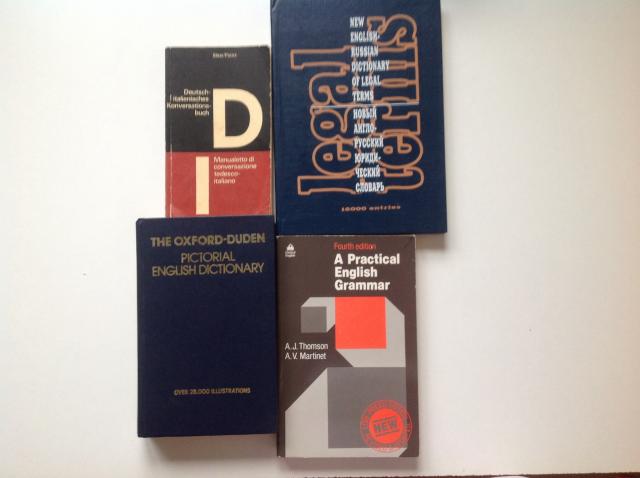 Deutsch-
italienisches
Konversations-
buch
D
I
Manualetto di
conversazione
tedesco-
italiano
legal
terms
NEW
ENGLISH-
RUSSIAN
DICTIONARY
OF LEGAL
TERMS
НОВЫЙ
АНГЛО-
РУССКИЙ
ЮРИДИ-
ЧЕСКИЙ
СЛОВАРЬ
16000 entries
THE OXFORD-DUDEN
PICTORIAL
ENGLISH DICTIONARY
OVER 28,000 ILLUSTRATIONS
Fourth edition
A Practical
English
Grammar
A.J. Thomson
A.V. Martinet
NEW